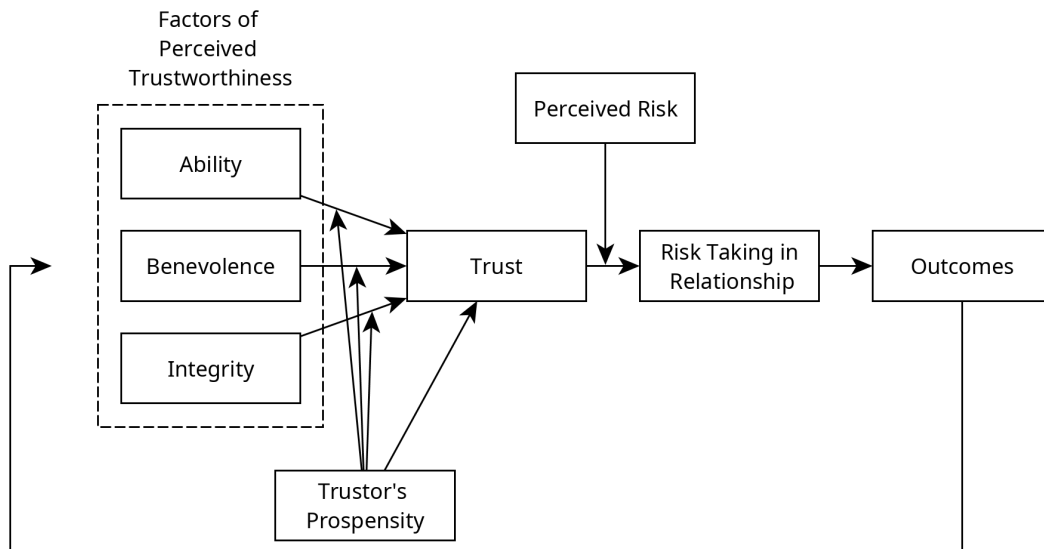 Factors of
Perceived
Trustworthiness
Perceived Risk
Ability
Benevolence
Trust
Risk Taking in
Relationship
Outcomes
Integrity
Trustor's
Prospensity